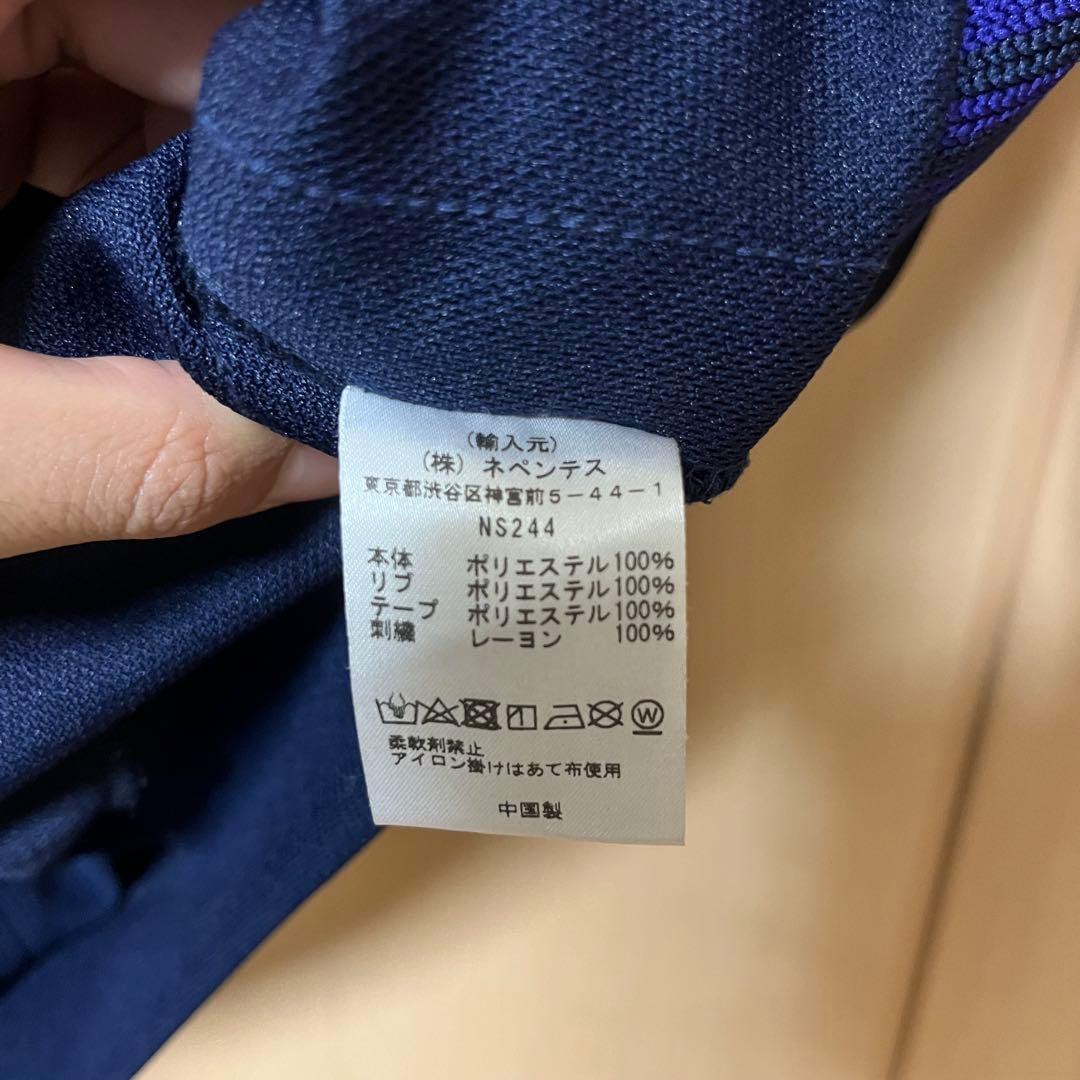 (輸入元)
(株) ネペンテス
東京都渋谷区神宮前5-44-1
NS244
本体 ポリエステル100%
リブ ポリエステル100%
テープ ポリエステル100%
刺繍 レーヨン 100%
W
柔軟剤禁止
アイロン掛けはあて布使用
中国製